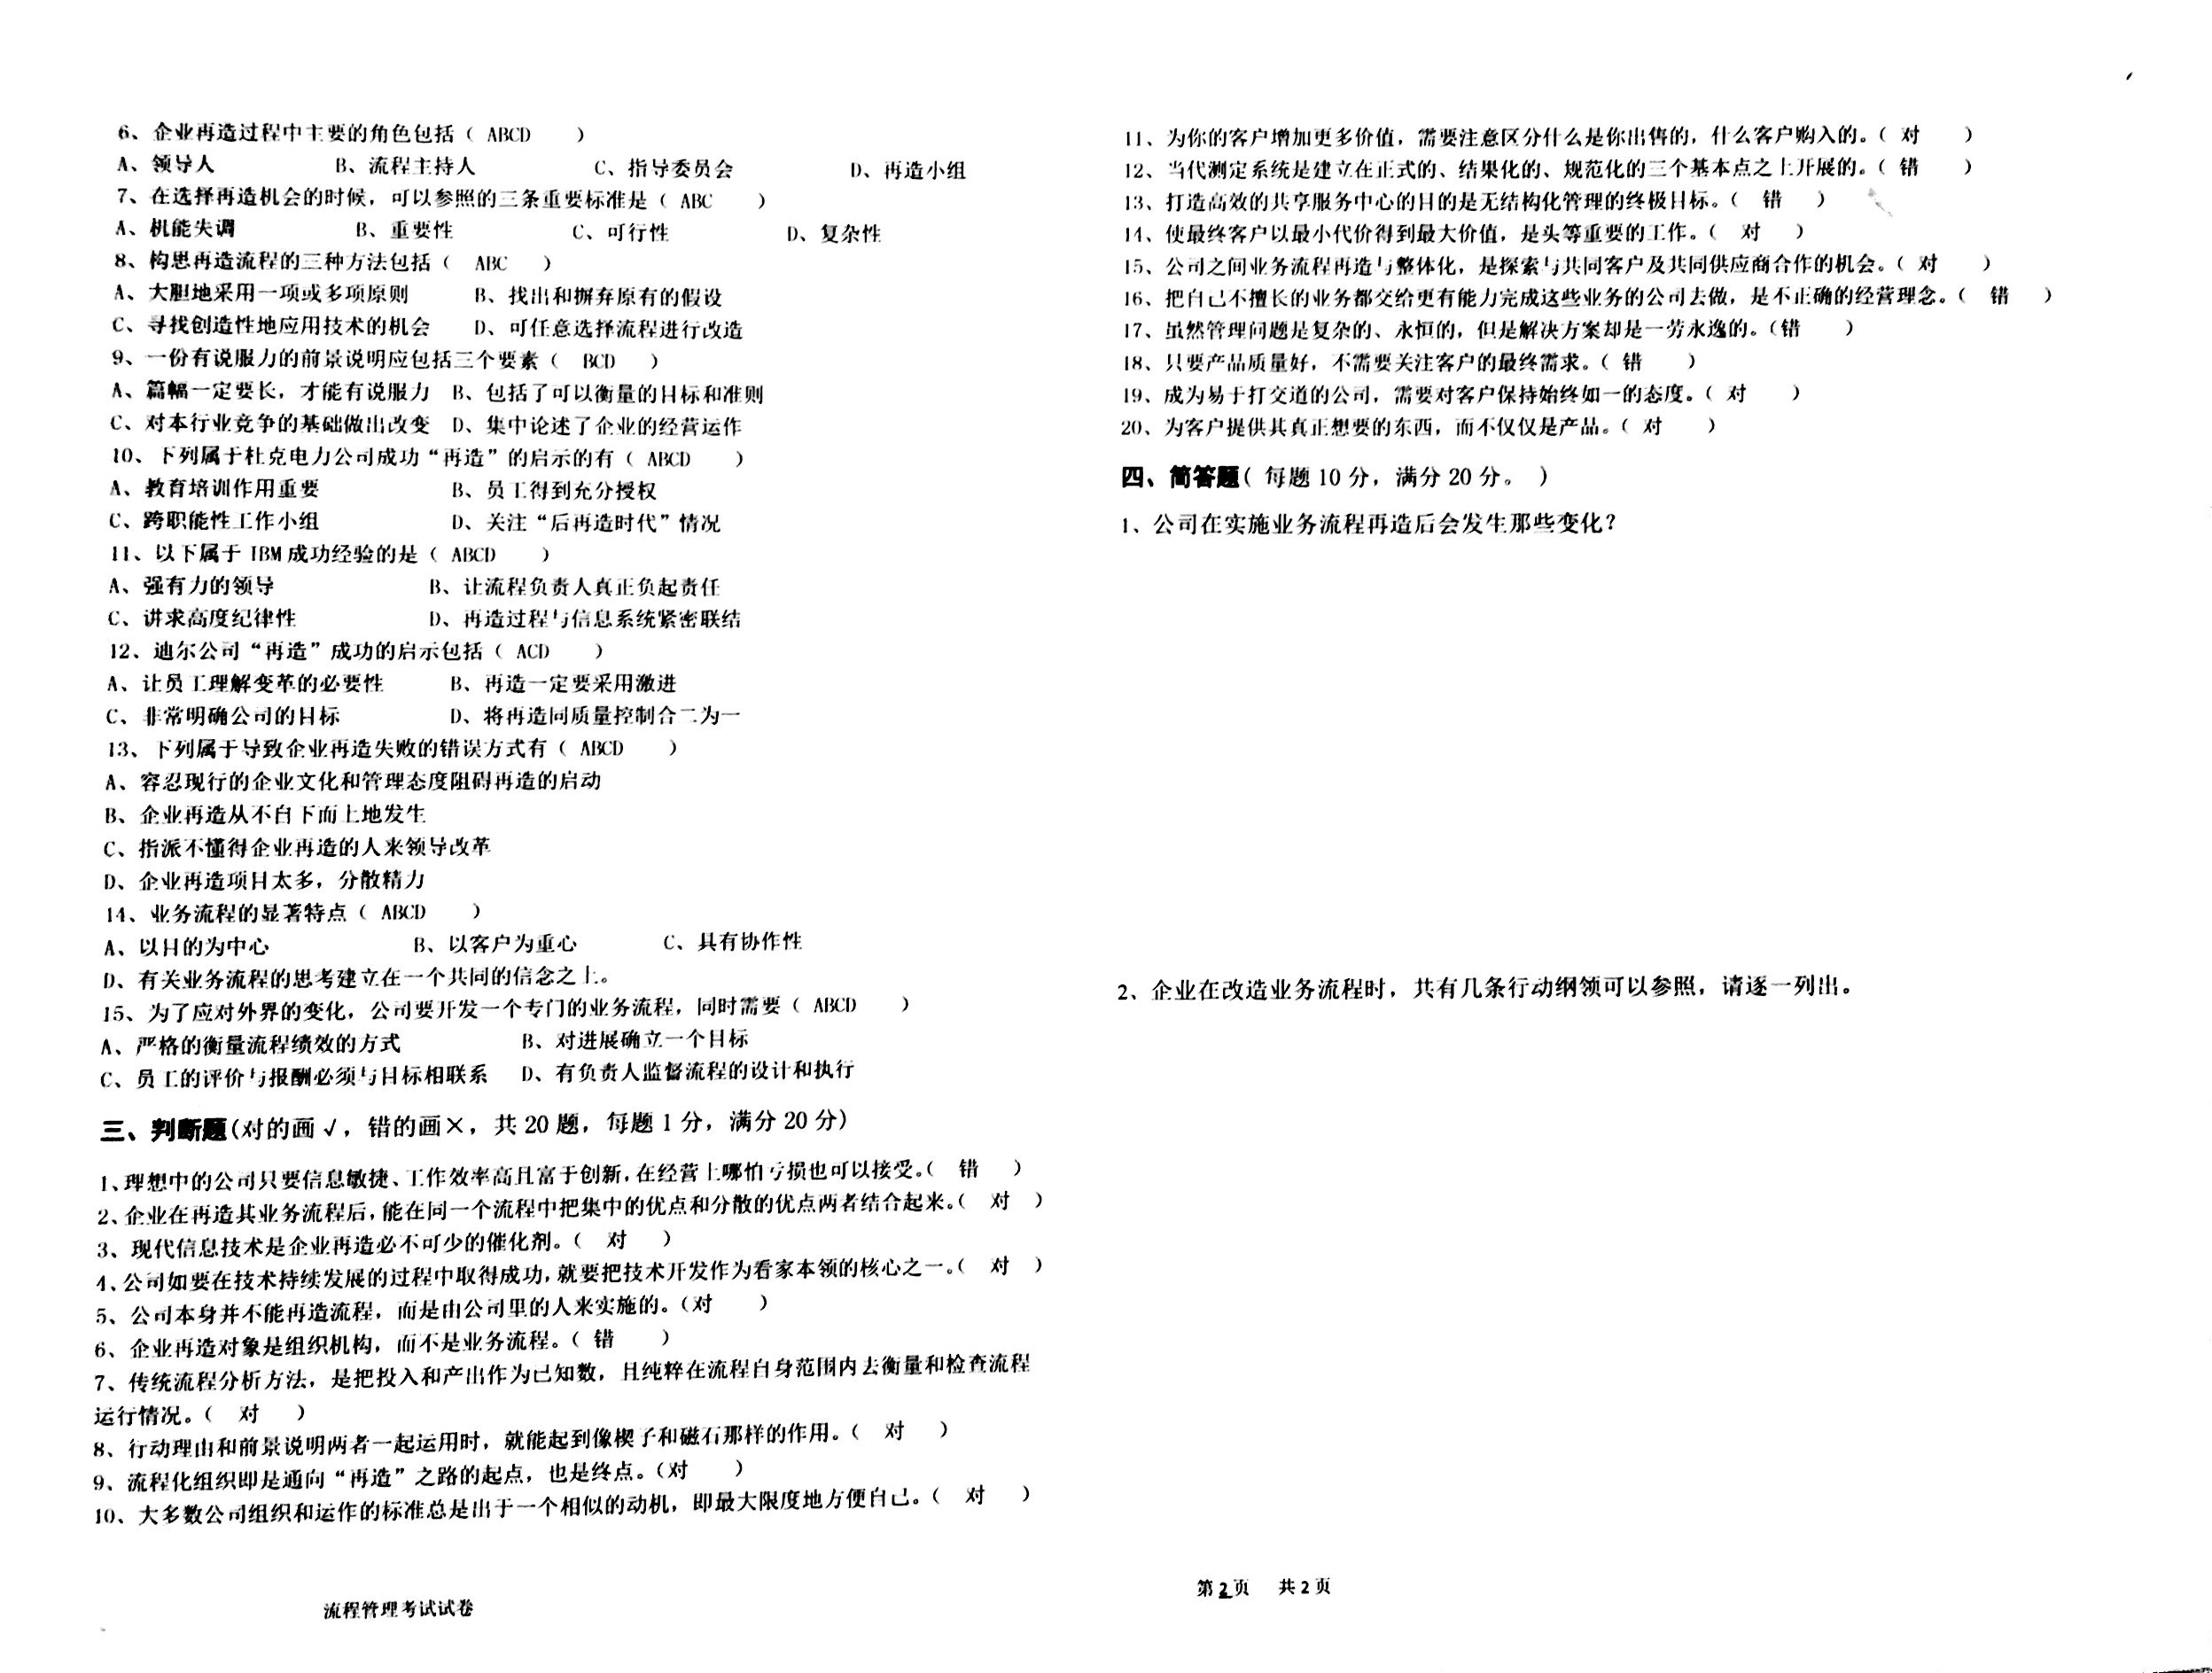 6、企业再造过程中主要的角色包括（ ABCD ）
A、领导人 B、流程主持人 C、指导委员会 D、再造小组
7、在选择再造机会的时候，可以参照的三条重要标准是（ ABC ）
A、机能失调 B、重要性 C、可行性 D、复杂性
8、构思再造流程的三种方法包括（ ABC ）
A、大胆地采用一项或多项原则 B、找出和摒弃原有的假设
C、寻找创造性地应用技术的机会 D、可任意选择流程进行改造
9、一份有说服力的前景说明应包括三个要素（ BCD ）
A、篇幅一定要长，才能有说服力 B、包括了可以衡量的目标和准则
C、对本行业竞争的基础做出改变 D、集中论述了企业的经营运作
10、下列属于杜克电力公司成功“再造”的启示的有（ ABCD ）
A、教育培训作用重要 B、员工得到充分授权
C、跨职能性工作小组 D、关注“后再造时代”情况
11、以下属于 IBM 成功经验的是（ ABCD ）
A、强有力的领导 B、让流程负责人真正负起责任
C、讲求高度纪律性 D、再造过程与信息系统紧密联结
12、迪尔公司“再造”成功的启示包括（ ACD ）
A、让员工理解变革的必要性 B、再造一定要采用激进
C、非常明确公司的目标 D、将再造同质量控制合二为一
13、下列属于导致企业再造失败的错误方式有（ ABCD ）
A、容忍现行的企业文化和管理态度阻碍再造的启动
B、企业再造从不自下而上地发生
C、指派不懂得企业再造的人来领导改革
D、企业再造项目太多，分散精力
14、业务流程的显著特点（ ABCD ）
A、以目的为中心 B、以客户为重心 C、具有协作性
D、有关业务流程的思考建立在一个共同的信念之上。
15、为了应对外界的变化，公司要开发一个专门的业务流程，同时需要（ ABCD ）
A、严格的衡量流程绩效的方式 B、对进展确立一个目标
C、员工的评价与报酬必须与目标相联系 D、有负责人监督流程的设计和执行
三、判断题(对的画√，错的画×，共 20 题，每题 1 分，满分 20 分)
1、理想中的公司只要信息敏捷、工作效率高且富于创新，在经营上哪怕亏损也可以接受。（ 错 ）
2、企业在再造其业务流程后，能在同一个流程中把集中的优点和分散的优点两者结合起来。（ 对 ）
3、现代信息技术是企业再造必不可少的催化剂。（ 对 ）
4、公司如要在技术持续发展的过程中取得成功，就要把技术开发作为看家本领的核心之一。（ 对 ）
5、公司本身并不能再造流程，而是由公司里的人来实施的。（对 ）
6、企业再造对象是组织机构，而不是业务流程。（ 错 ）
7、传统流程分析方法，是把投入和产出作为已知数，且纯粹在流程自身范围内去衡量和检查流程
运行情况。（ 对 ）
8、行动理由和前景说明两者一起运用时，就能起到像楔子和磁石那样的作用。（ 对 ）
9、流程化组织即是通向“再造”之路的起点，也是终点。（对 ）
10、大多数公司组织和运作的标准总是出于一个相似的动机，即最大限度地方便自己。（ 对 ）
流程管理考试试卷
11、为你的客户增加更多价值，需要注意区分什么是你出售的，什么客户购入的。（ 对 ）
12、当代测定系统是建立在正式的、结果化的、规范化的三个基本点之上开展的。（ 错 ）
13、打造高效的共享服务中心的目的是无结构化管理的终极目标。（ 错 ）
14、使最终客户以最小代价得到最大价值，是头等重要的工作。（ 对 ）
15、公司之间业务流程再造与整体化，是探索与共同客户及共同供应商合作的机会。（ 对 ）
16、把自己不擅长的业务都交给更有能力完成这些业务的公司去做，是不正确的经营理念。（ 错 ）
17、虽然管理问题是复杂的、永恒的，但是解决方案却是一劳永逸的。（错 ）
18、只要产品质量好，不需要关注客户的最终需求。（ 错 ）
19、成为易于打交道的公司，需要对客户保持始终如一的态度。（ 对 ）
20、为客户提供其真正想要的东西，而不仅仅是产品。（ 对 ）
四、简答题( 每题 10 分，满分 20 分。 )
1、公司在实施业务流程再造后会发生那些变化？
2、企业在改造业务流程时，共有几条行动纲领可以参照，请逐一列出。
第 2 页 共 2 页